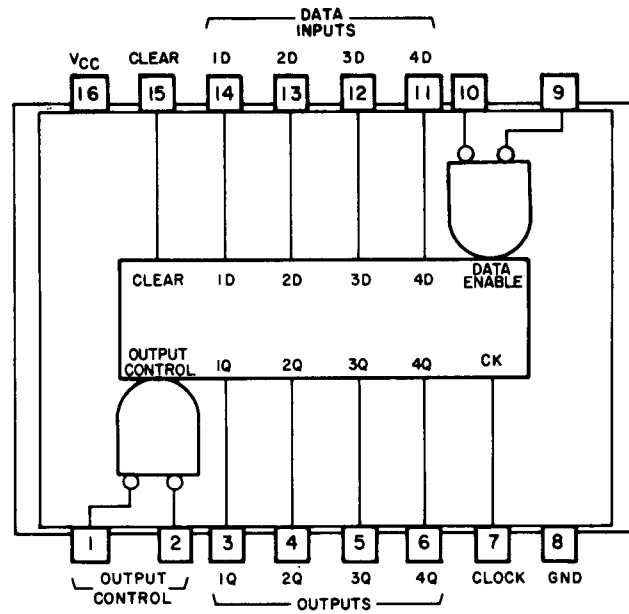 DATA
INPUTS
VCC CLEAR 1D 2D 3D 4D
16 15 14 13 12 11 10 9
CLEAR 1D 2D 3D 4D DATA
ENABLE
OUTPUT
CONTROL 1Q 2Q 3Q 4Q CK
1 2 3 4 5 6 7 8
OUTPUT
CONTROL
1Q 2Q 3Q 4Q CLOCK GND
OUTPUTS